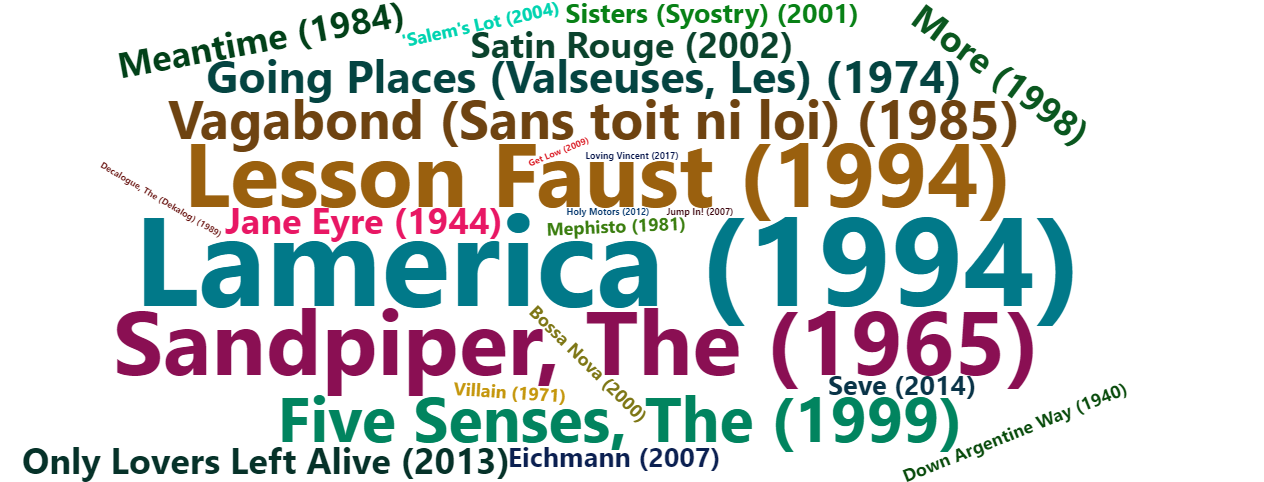 Meantime (1984)
'Salem's Lot (2004)
Sisters (Syostry) (2001)
More (1998)
Satin Rouge (2002)
Going Places (Valseuses, Les) (1974)
Vagabond (Sans toit ni loi) (1985)
Get Low (2009)
Loving Vincent (2017)
Lesson Faust (1994)
Decalogue, The (Dekalog) (1989)
Jane Eyre (1944)
Holy Motors (2012)
Jump In! (2007)
Mephisto (1981)
Lamerica (1994)
Sandpiper, The (1965)
Bossa Nova (2000)
Villain (1971)
Seve (2014)
Five Senses, The (1999)
Down Argentine Way (1940)
Only Lovers Left Alive (2013)
Eichmann (2007)